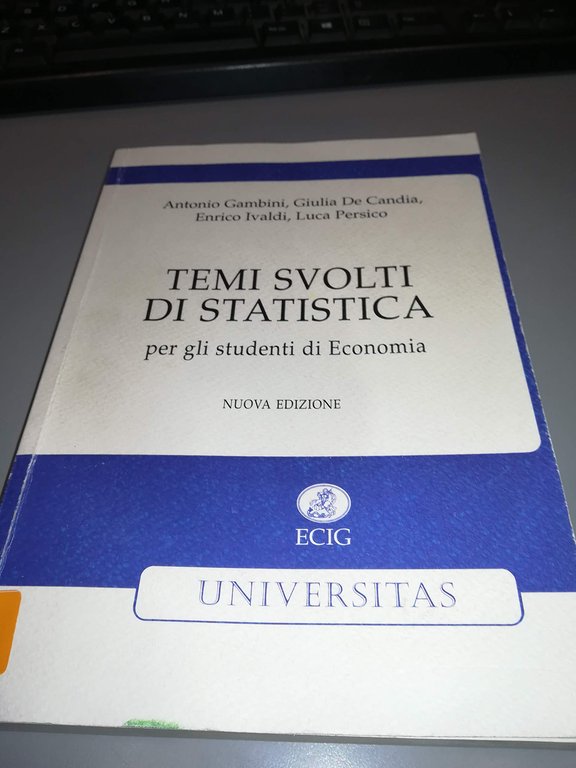 Antonio Gambini, Giulia De Candia,
Enrico Ivaldi, Luca Persico
TEMI SVOLTI
DI STATISTICA
per gli studenti di Economia
NUOVA EDIZIONE
ECIG
UNIVERSITAS